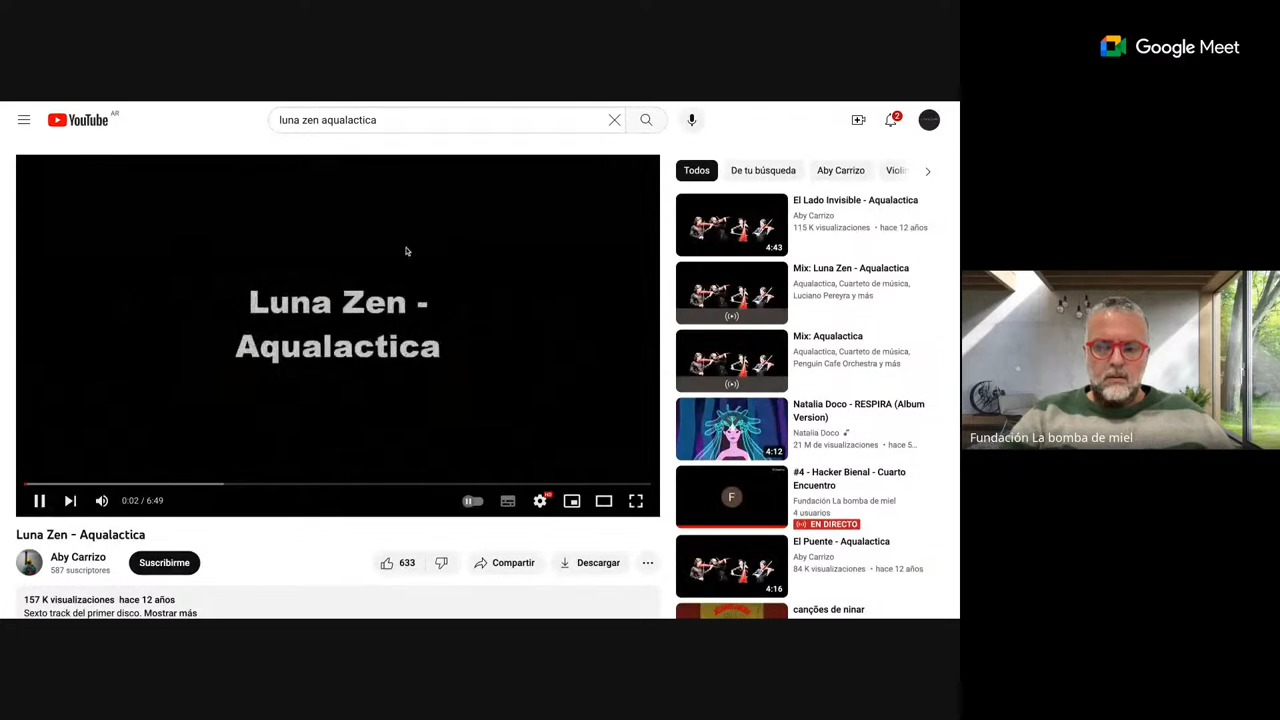 Google Meet
YouTube AR
luna zen aqualactica
2
Luna Zen -
Aqualactica
0:02 / 6:49
HD
Luna Zen - Aqualactica
Aby Carrizo
587 suscriptores
Suscribirme
633
Compartir
Descargar
157 K visualizaciones hace 12 años
Sexto track del primer disco. Mostrar más
Todos
De tu búsqueda
Aby Carrizo
El Lado Invisible - Aqualactica
Aby Carrizo
115 K visualizaciones • hace 12 años
4:43
Mix: Luna Zen - Aqualactica
Aqualactica, Cuarteto de música,
Luciano Pereyra y más
Mix: Aqualactica
Aqualactica, Cuarteto de música,
Penguin Cafe Orchestra y más
Natalia Doco - RESPIRA (Album
Version)
Natalia Doco
21 M de visualizaciones • hace 5...
4:12
#4 - Hacker Bienal - Cuarto
Encuentro
Fundación La bomba de miel
4 usuarios
EN DIRECTO
F
El Puente - Aqualactica
Aby Carrizo
84 K visualizaciones • hace 12 años
4:16
canções de ninar
Fundación La bomba de miel